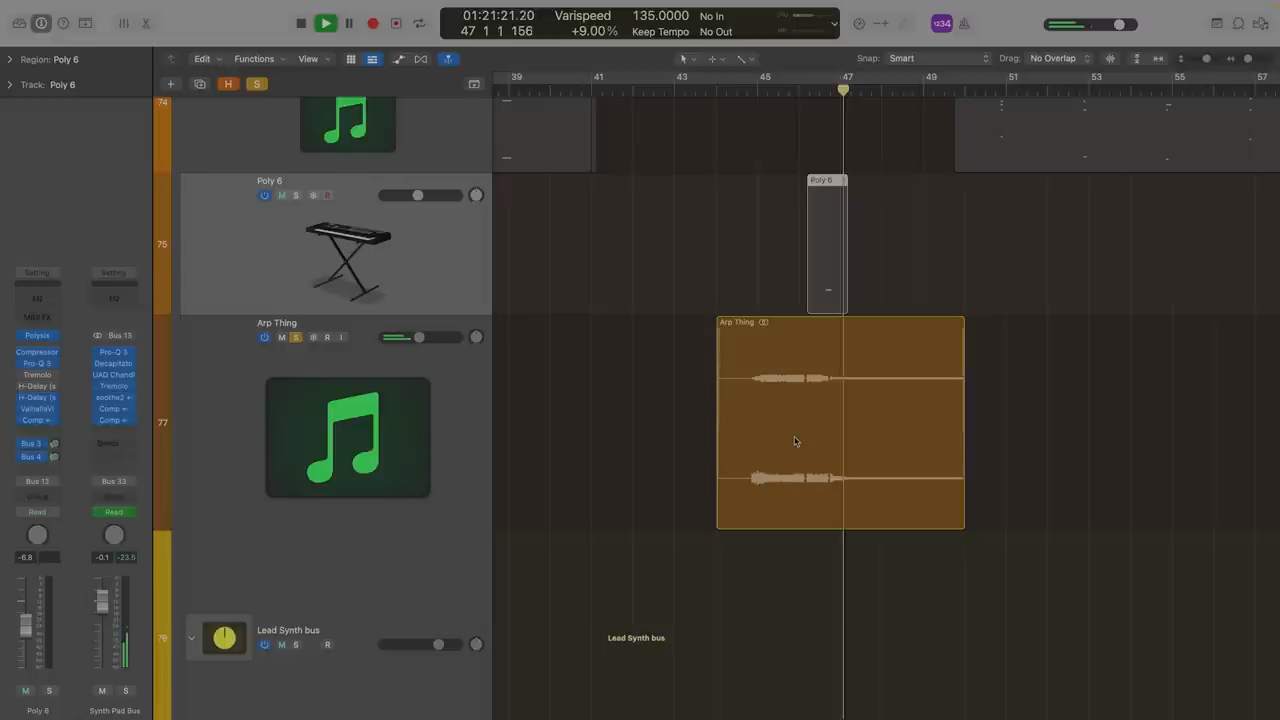 01:21:21.20 Varispeed 135.0000 No In
47 1 1 156 +9.00% Keep Tempo No Out
1234
Region: Poly 6
Edit Functions View
Snap: Smart Drag: No Overlap
Track: Poly 6
H S
39 41 43 45 47 49 51 53 55 57
74
Poly 6
M S R
75
Poly 6
Arp Thing
M S R I
77
Arp Thing
Setting Setting
EQ EQ
MIDI FX
Polysix Bus 13
Compressor Pro-Q 3
Pro-Q 3 Decapitato
Tremolo UAD Chandl
H-Delay (s Tremolo
H-Delay (s soothe2
ValhallaVi Comp
Comp Comp
Bus 3 Sends
Bus 4
Bus 13 Bus 33
Group Group
Read Read
-6.8 -0.1 -23.5
M S M S
Poly 6 Synth Pad Bus
78
Lead Synth bus
M S R
Lead Synth bus